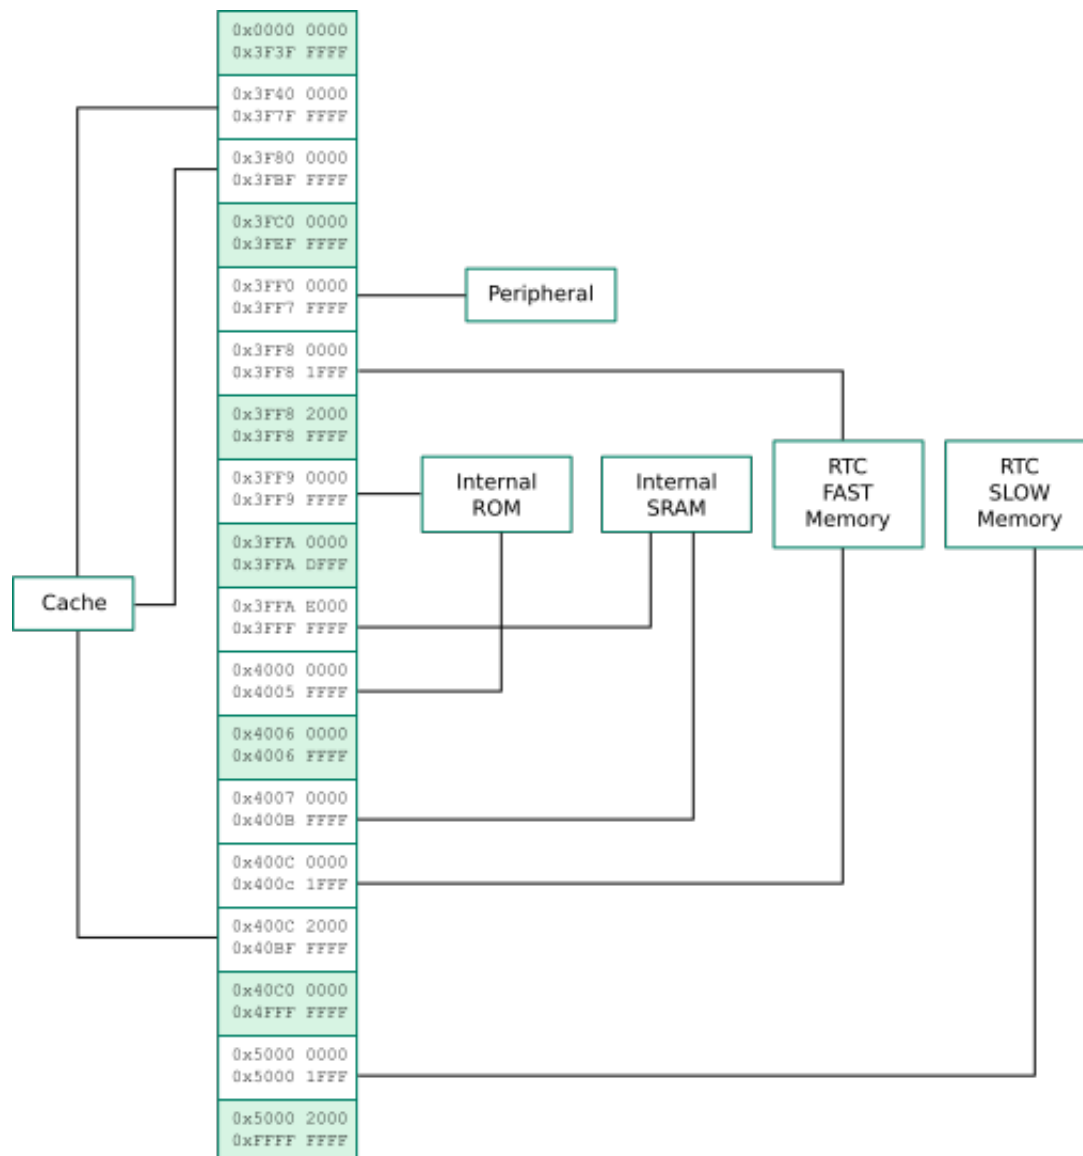 0x0000 0000
0x3F3F FFFF
0x3F40 0000
0x3F7F FFFF
0x3F80 0000
0x3FBF FFFF
0x3FC0 0000
0x3FEF FFFF
0x3FF0 0000
0x3FF7 FFFF
Peripheral
0x3FF8 0000
0x3FF8 1FFF
0x3FF8 2000
0x3FF8 FFFF
0x3FF9 0000
0x3FF9 FFFF
Internal
ROM
Internal
SRAM
RTC
FAST
Memory
RTC
SLOW
Memory
0x3FFA 0000
0x3FFA DFFF
Cache
0x3FFA E000
0x3FFF FFFF
0x4000 0000
0x4005 FFFF
0x4006 0000
0x4006 FFFF
0x4007 0000
0x400B FFFF
0x400C 0000
0x400c 1FFF
0x400C 2000
0x40BF FFFF
0x40C0 0000
0x4FFF FFFF
0x5000 0000
0x5000 1FFF
0x5000 2000
0xFFFF FFFF